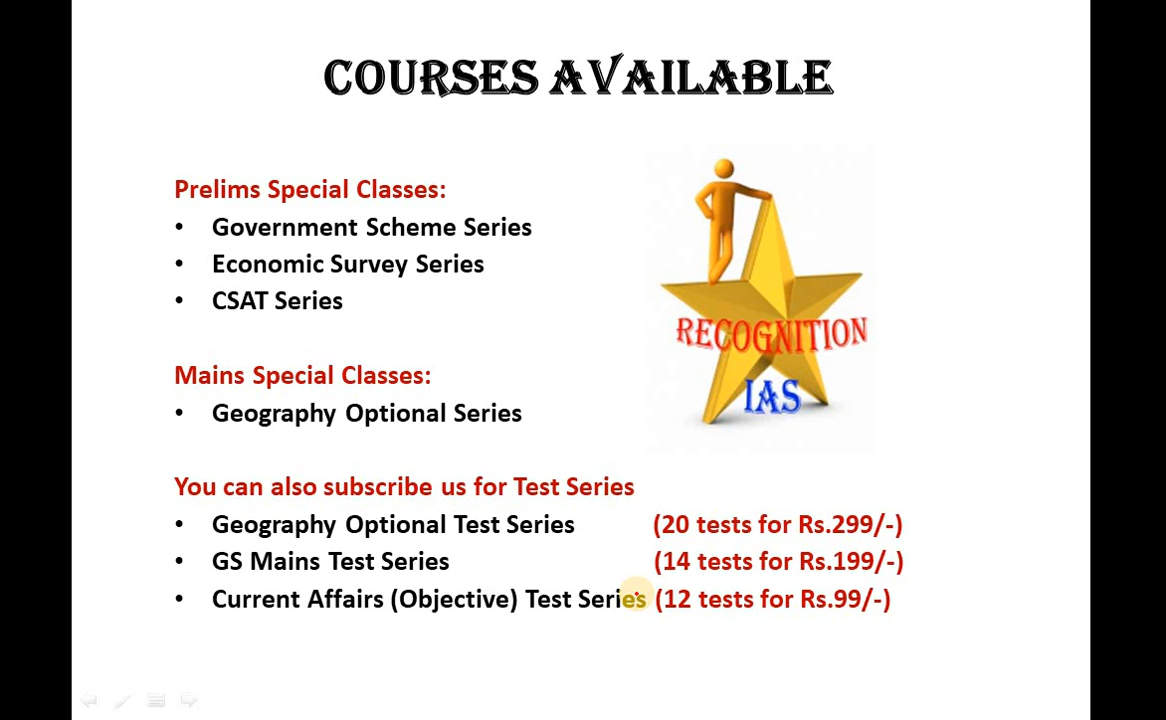 COURSES AVAILABLE
Prelims Special Classes:
• Government Scheme Series
• Economic Survey Series
• CSAT Series
RECOGNITION
IAS
Mains Special Classes:
• Geography Optional Series
You can also subscribe us for Test Series
• Geography Optional Test Series (20 tests for Rs.299/-)
• GS Mains Test Series (14 tests for Rs.199/-)
• Current Affairs (Objective) Test Series (12 tests for Rs.99/-)